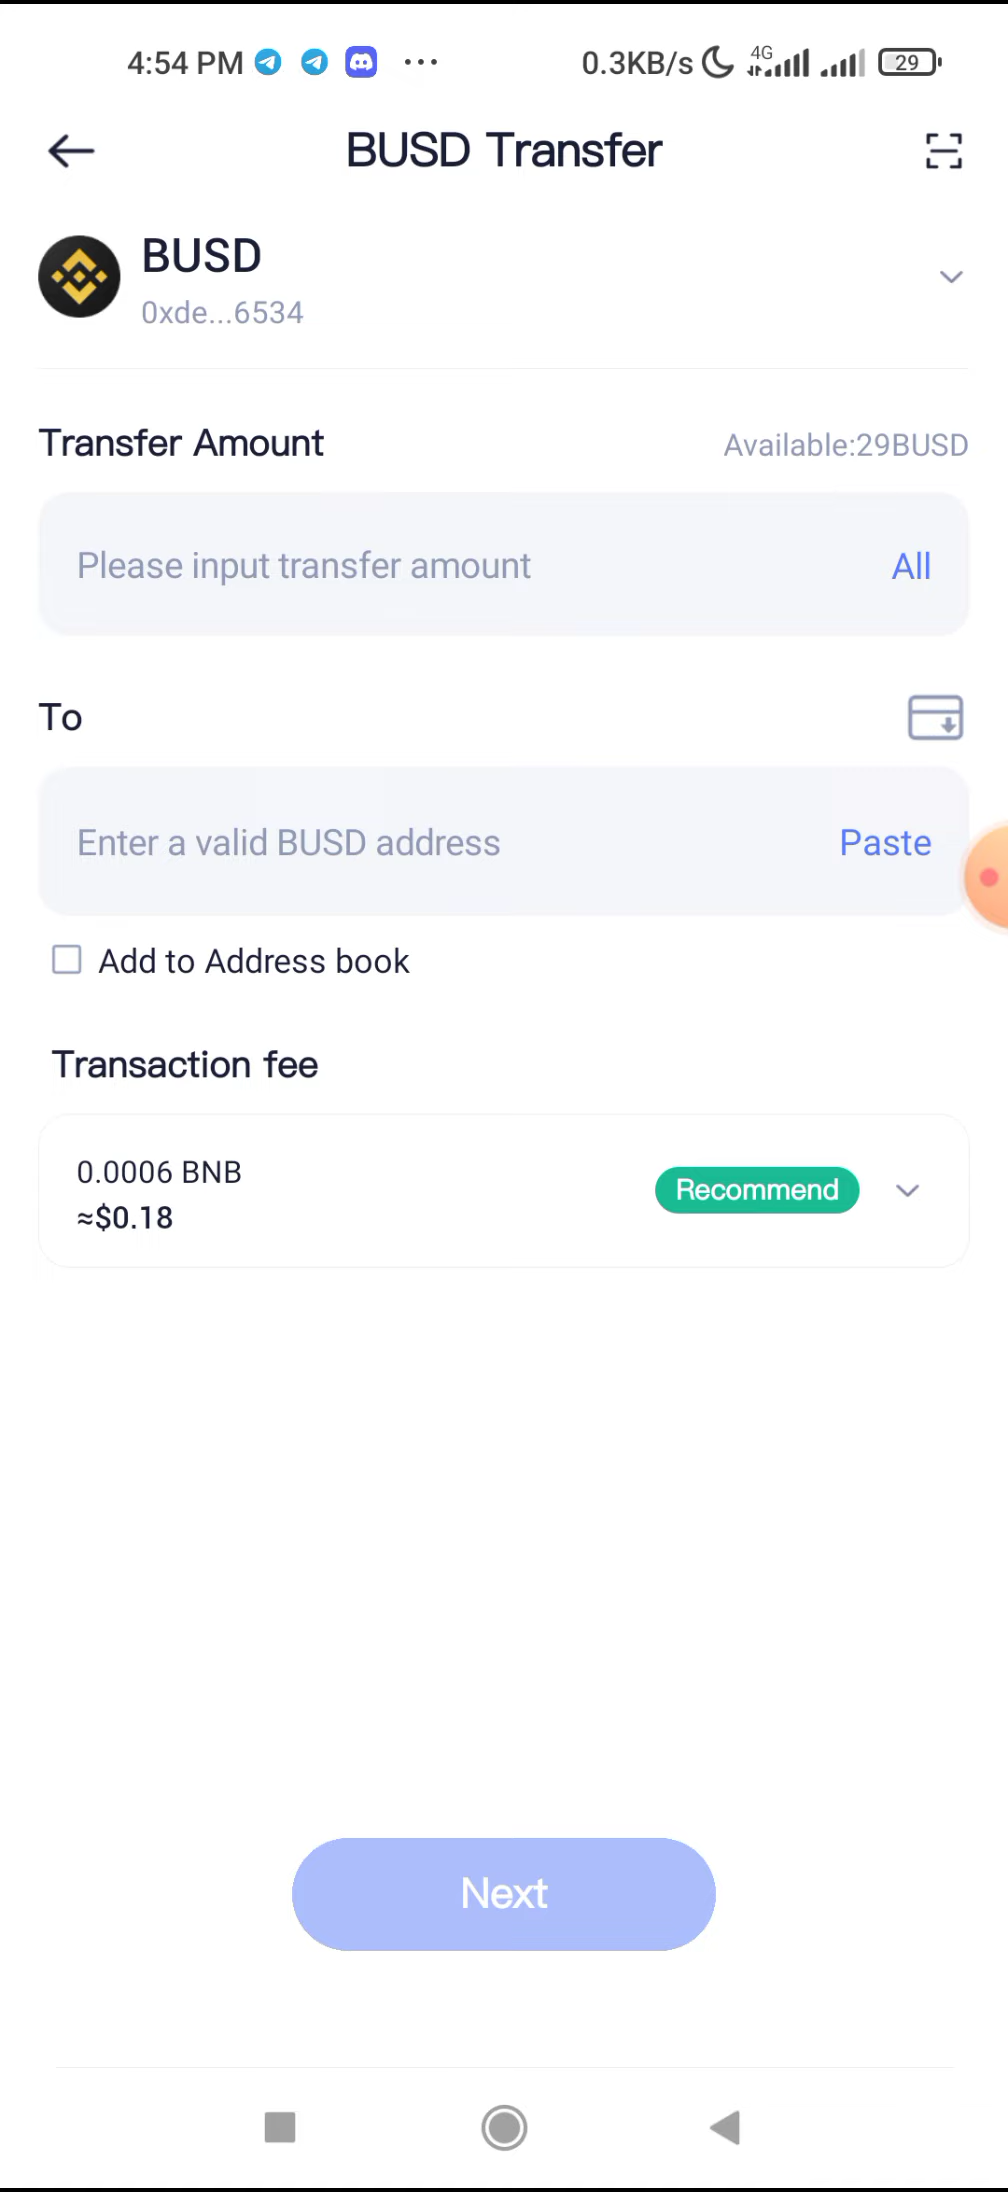 4:54 PM ... 0.3KB/s 4G 29
BUSD Transfer
BUSD
0xde...6534
Transfer Amount Available:29BUSD
Please input transfer amount All
To
Enter a valid BUSD address Paste
Add to Address book
Transaction fee
0.0006 BNB
≈$0.18
Recommend
Next